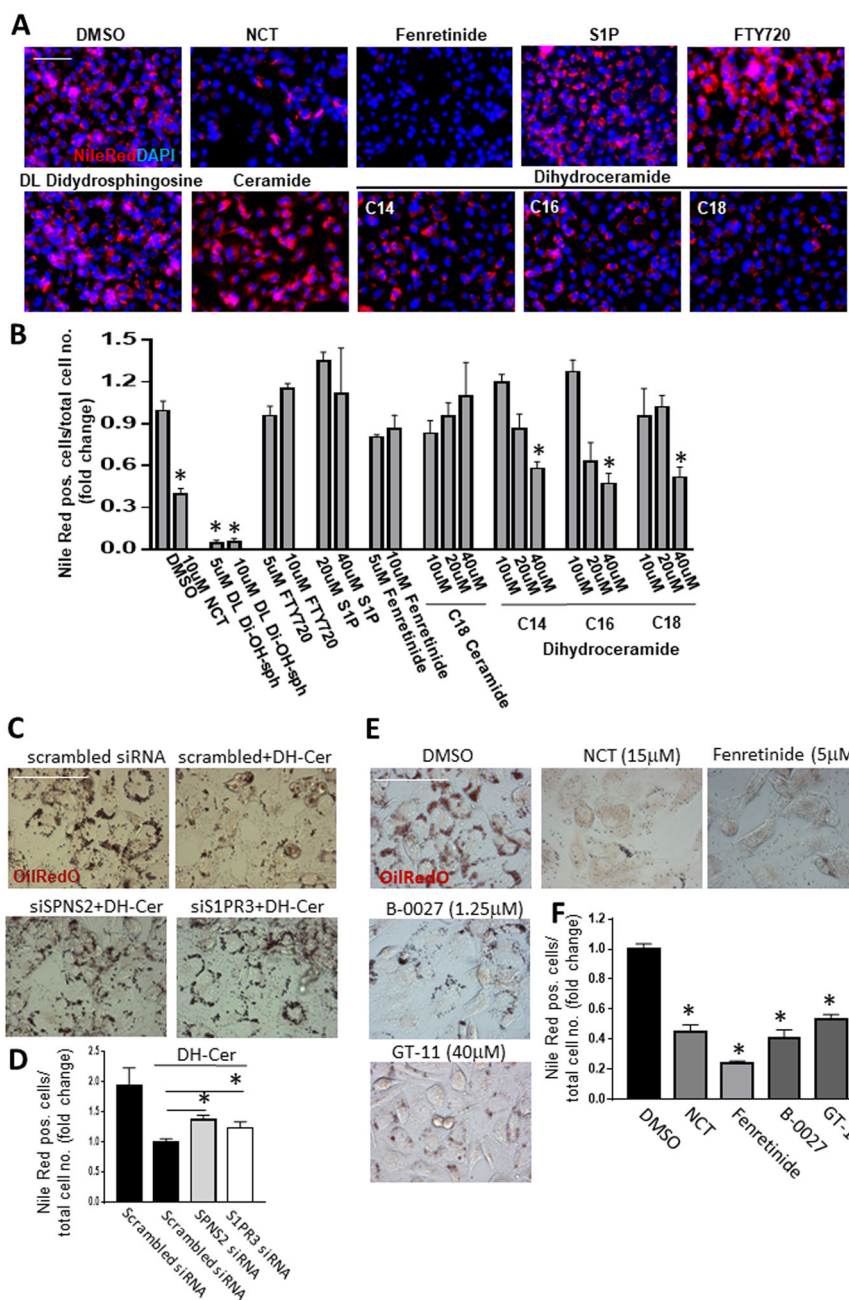 A
DMSO NCT Fenretinide S1P FTY720
NileRedDAPI
DL Didydrosphingosine Ceramide Dihydroceramide
C14 C16 C18
B
Nile Red pos. cells/total cell no.
(fold change)
1.5
1.2
0.9
0.6
0.3
0.0
* * * * * *
DMSO
10uM NCT
5uM DL Di-OH-sph
10uM DL Di-OH-sph
5uM FTY720
10uM FTY720
20uM S1P
40uM S1P
5uM Fenretinide
10uM Fenretinide
10uM 20uM 40uM
C18 Ceramide
10uM 20uM 40uM
10uM 20uM 40uM
10uM 20uM 40uM
C14 C16 C18
Dihydroceramide
C
scrambled siRNA scrambled+DH-Cer
OilRedO
siSPNS2+DH-Cer siS1PR3+DH-Cer
D
DH-Cer
Nile Red pos. cells/
total cell no. (fold change)
2.5
2.0
1.5
1.0
0.5
0.0
* *
Scrambled siRNA
Scrambled siRNA
SPNS2 siRNA
S1PR3 siRNA
E
DMSO NCT (15μM) Fenretinide (5μM
OilRedO
B-0027 (1.25μM)
GT-11 (40μM)
F
Nile Red pos. cells/
total cell no. (fold change)
1.2
1.0
0.8
0.6
0.4
0.2
0
* * * *
DMSO
NCT
Fenretinide
B-0027
GT-1